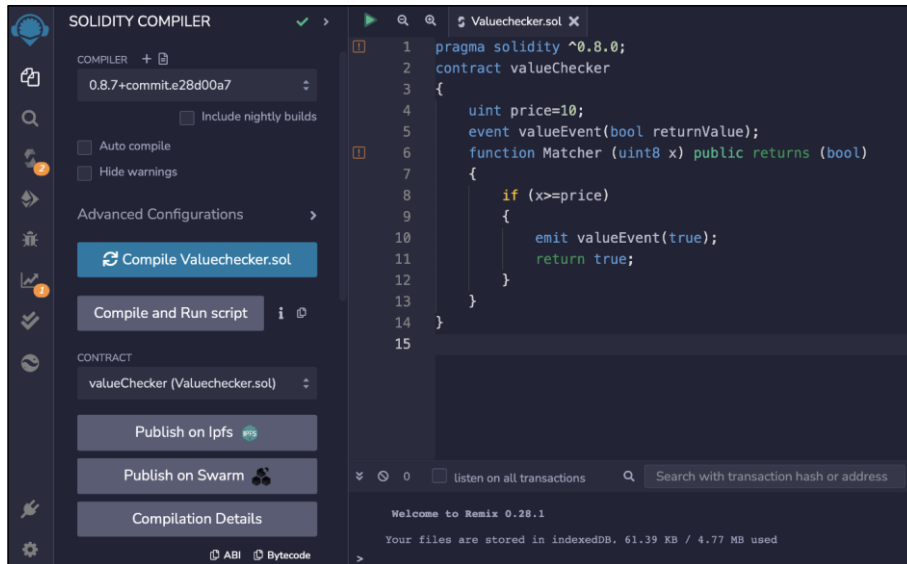 SOLIDITY COMPILER
COMPILER
0.8.7+commit.e28d00a7
Include nightly builds
Auto compile
Hide warnings
Advanced Configurations
Compile Valuechecker.sol
Compile and Run script
CONTRACT
valueChecker (Valuechecker.sol)
Publish on Ipfs
IPFS
Publish on Swarm
Compilation Details
ABI Bytecode
2
1
Valuechecker.sol
1 pragma solidity ^0.8.0;
2 contract valueChecker
3 {
4 uint price=10;
5 event valueEvent(bool returnValue);
6 function Matcher (uint8 x) public returns (bool)
7 {
8 if (x>=price)
9 {
10 emit valueEvent(true);
11 return true;
12 }
13 }
14 }
15
0 listen on all transactions Search with transaction hash or address
Welcome to Remix 0.28.1
Your files are stored in indexedDB. 61.39 KB / 4.77 MB used
>